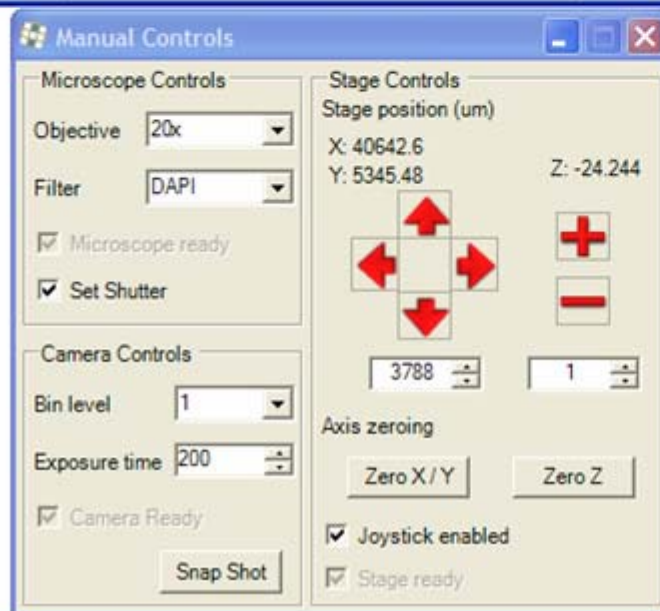 Manual Controls
Microscope Controls
Objective 20x
Filter DAPI
Microscope ready
Set Shutter
Camera Controls
Bin level 1
Exposure time 200
Camera Ready
Snap Shot
Stage Controls
Stage position (um)
X: 40642.6
Y: 5345.48
Z: -24.244
3788 1
Axis zeroing
Zero X / Y Zero Z
Joystick enabled
Stage ready